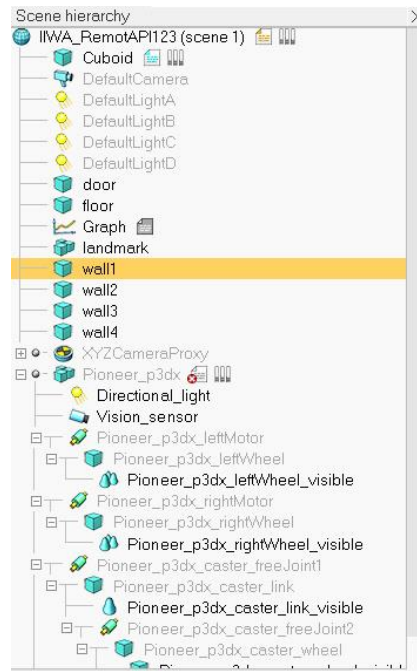 Scene hierarchy
IIWA_RemotAPI123 (scene 1)
Cuboid
DefaultCamera
DefaultLightA
DefaultLightB
DefaultLightC
DefaultLightD
door
floor
Graph
landmark
wall1
wall2
wall3
wall4
XYZCameraProxy
Pioneer_p3dx
Directional_light
Vision_sensor
Pioneer_p3dx_leftMotor
Pioneer_p3dx_leftWheel
Pioneer_p3dx_leftWheel_visible
Pioneer_p3dx_rightMotor
Pioneer_p3dx_rightWheel
Pioneer_p3dx_rightWheel_visible
Pioneer_p3dx_caster_freeJoint1
Pioneer_p3dx_caster_link
Pioneer_p3dx_caster_link_visible
Pioneer_p3dx_caster_freeJoint2
Pioneer_p3dx_caster_wheel